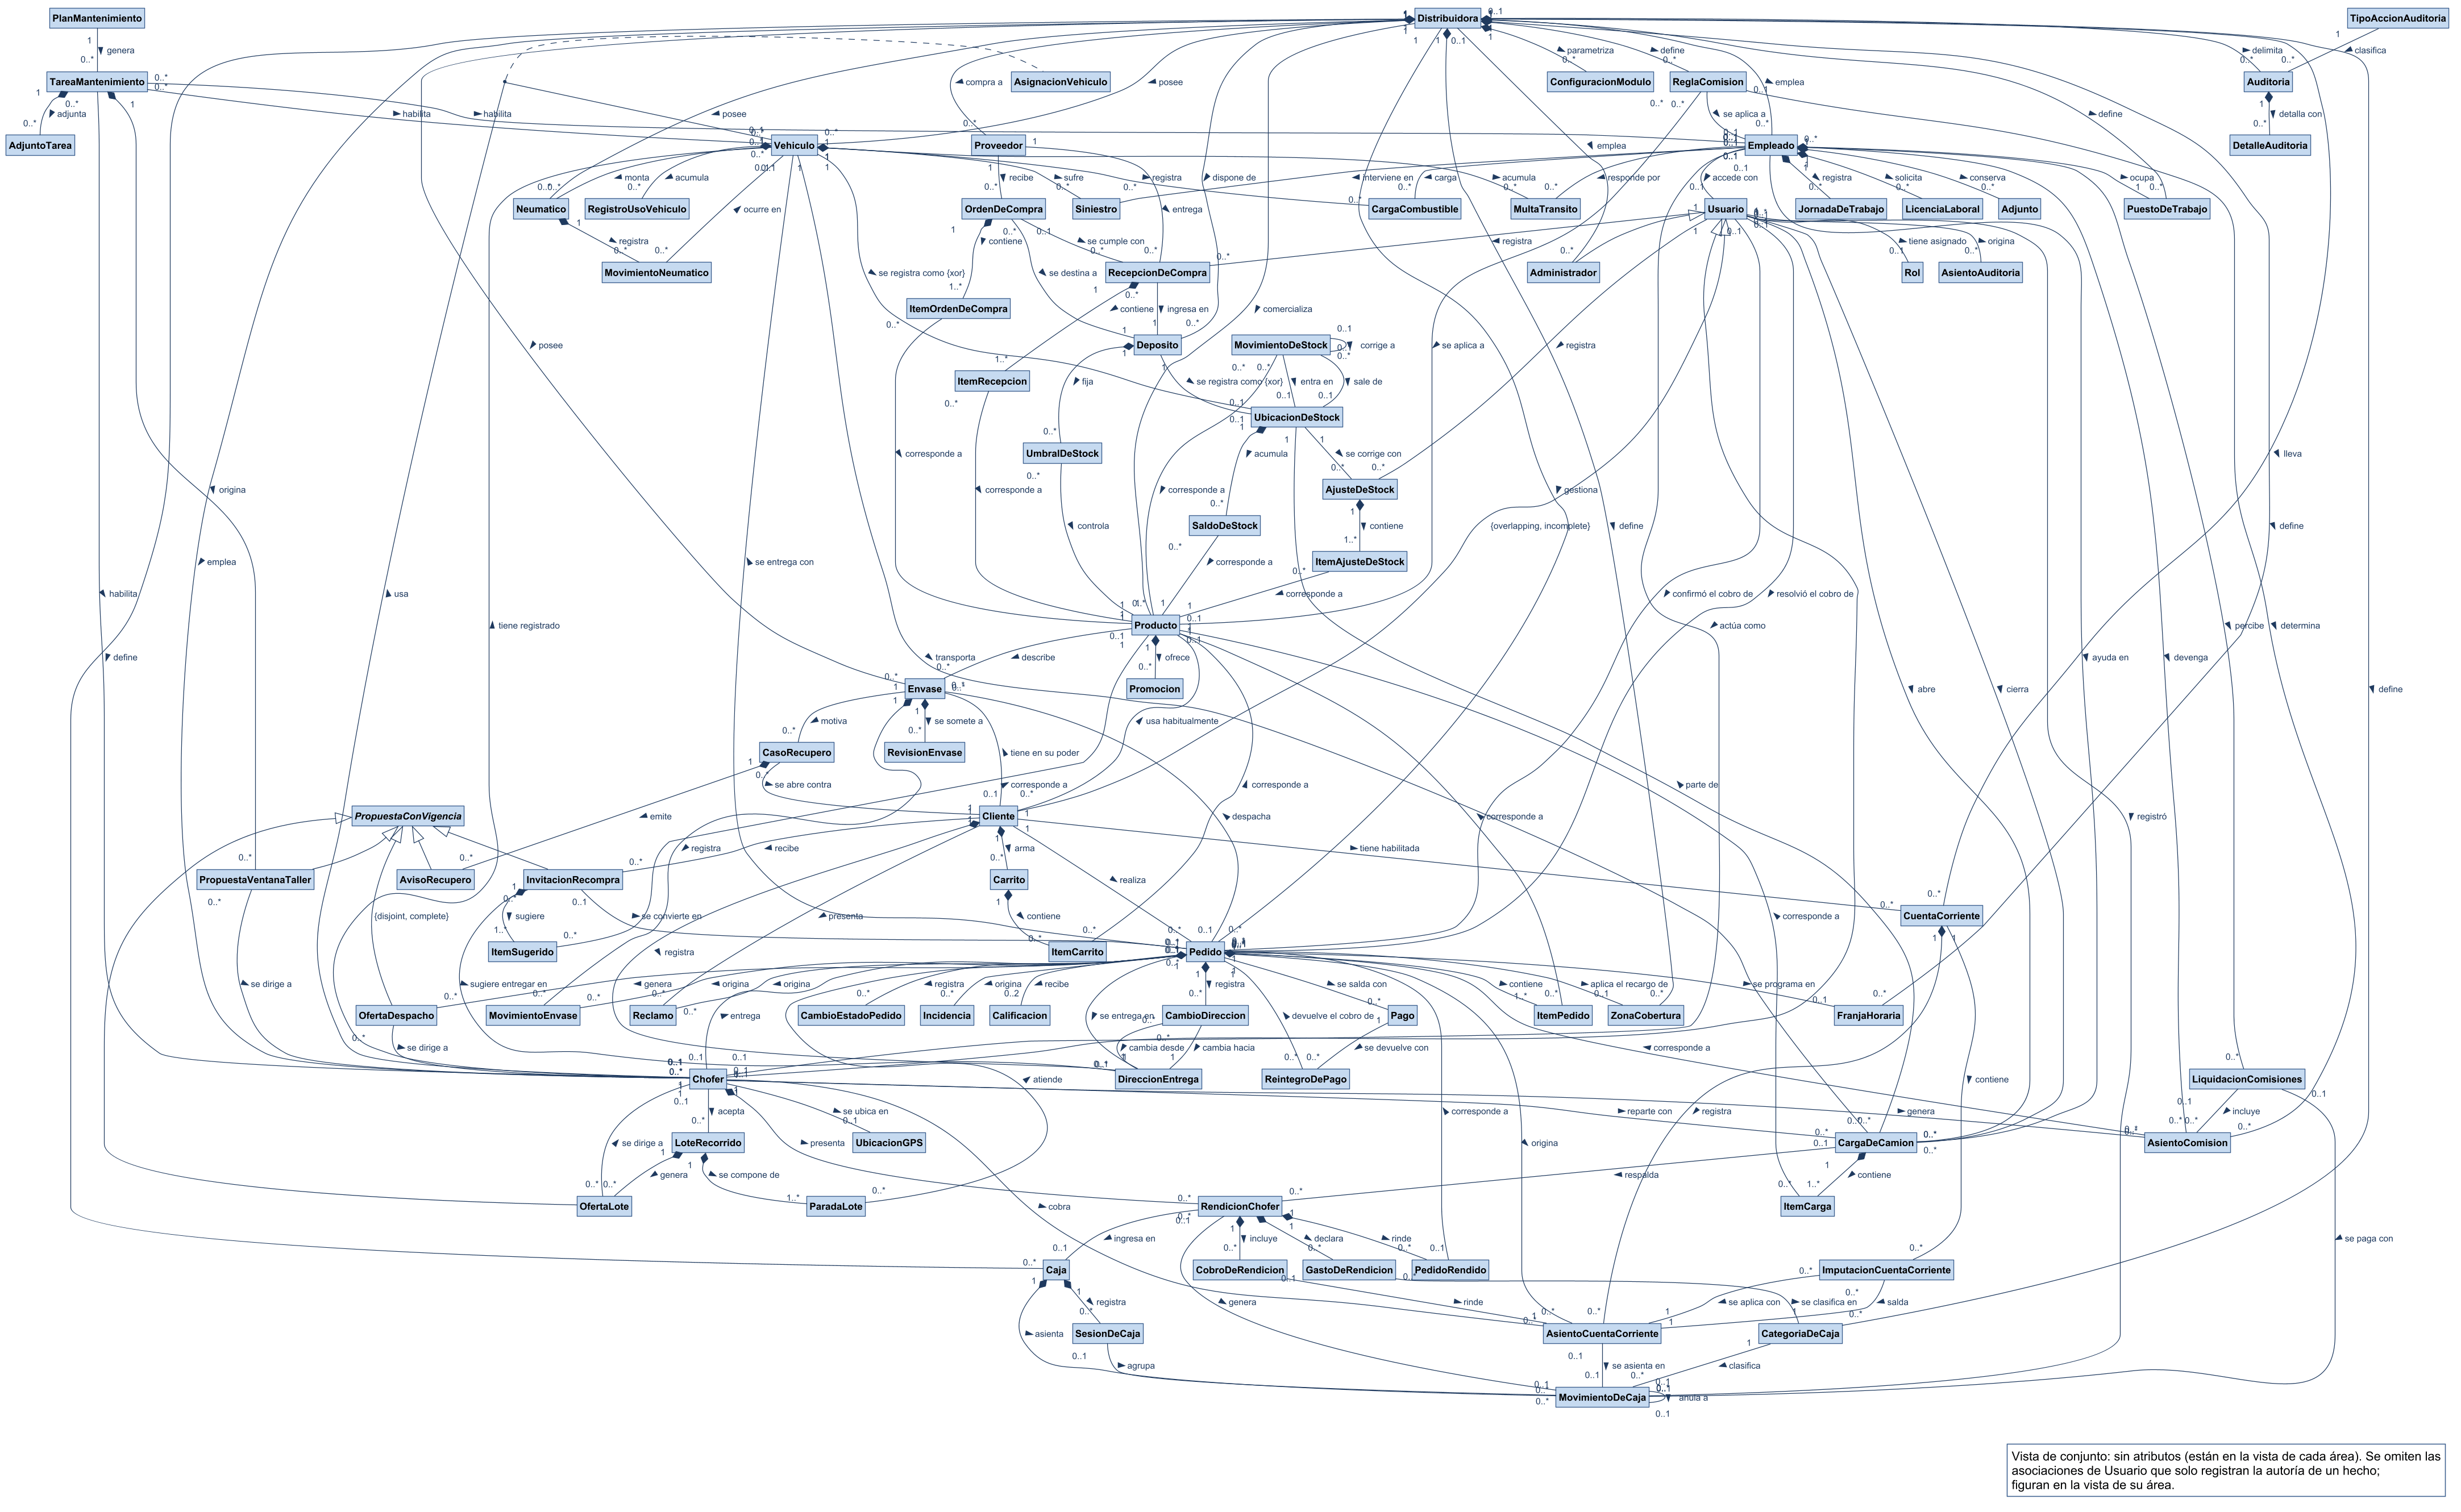 PlanMantenimiento
Distribuidora
TipoAccionAuditoria
genera
parametriza
define
delimita
clasifica
TareaMantenimiento
AsignacionVehiculo
ConfiguracionModulo
ReglaComision
Auditoria
compra a
posee
emplea
adjunta
habilita
habilita
posee
se aplica a
define
detalla con
AdjuntoTarea
Vehiculo
Proveedor
Empleado
DetalleAuditoria
emplea
monta
acumula
recibe
sufre
dispone de
registra
interviene en
carga
acumula
responde por
accede con
registra
solicita
conserva
ocupa
Neumatico
RegistroUsoVehiculo
OrdenDeCompra
Siniestro
CargaCombustible
MultaTransito
Usuario
JornadaDeTrabajo
LicenciaLaboral
Adjunto
PuestoDeTrabajo
ocurre en
entrega
registra
contiene
se cumple con
registra
tiene asignado
origina
MovimientoNeumatico
RecepcionDeCompra
Administrador
Rol
AsientoAuditoria
se registra como {xor}
se destina a
ItemOrdenDeCompra
contiene
ingresa en
comercializa
posee
Deposito
MovimientoDeStock
corrige a
se aplica a
registra
ItemRecepcion
fija
se registra como {xor}
entra en
sale de
UbicacionDeStock
UmbralDeStock
corresponde a
acumula
se corrige con
lleva
origina
corresponde a
corresponde a
AjusteDeStock
gestiona
controla
SaldoDeStock
contiene
{overlapping, incomplete}
define
define
emplea
se entrega con
corresponde a
ItemAjusteDeStock
habilita
usa
corresponde a
confirmó el cobro de
resolvió el cobro de
tiene registrado
Producto
actúa como
percibe
determina
define
transporta
describe
ofrece
ayuda en
devenga
Envase
Promocion
abre
cierra
define
motiva
se somete a
usa habitualmente
CasoRecupero
RevisionEnvase
tiene en su poder
se abre contra
corresponde a
corresponde a
parte de
PropuestaConVigencia
emite
Cliente
despacha
corresponde a
registró
recibe
registra
arma
tiene habilitada
PropuestaVentanaTaller
AvisoRecupero
InvitacionRecompra
Carrito
realiza
{disjoint, complete}
sugiere
se convierte en
presenta
contiene
corresponde a
CuentaCorriente
ItemSugerido
registra
ItemCarrito
Pedido
se dirige a
sugiere entregar en
genera
origina
origina
registra
origina
recibe
registra
se salda con
contiene
aplica el recargo de
se programa en
OfertaDespacho
MovimientoEnvase
Reclamo
entrega
CambioEstadoPedido
Incidencia
Calificacion
se entrega en
CambioDireccion
devuelve el cobro de
Pago
ItemPedido
ZonaCobertura
FranjaHoraria
se dirige a
cambia desde
cambia hacia
se devuelve con
corresponde a
Chofer
atiende
DireccionEntrega
ReintegroDePago
contiene
LiquidacionComisiones
acepta
se ubica en
reparte con
corresponde a
registra
genera
incluye
se dirige a
LoteRecorrido
presenta
UbicacionGPS
origina
CargaDeCamion
AsientoComision
genera
se compone de
respalda
contiene
OfertaLote
ParadaLote
cobra
RendicionChofer
ItemCarga
ingresa en
incluye
declara
rinde
se paga con
Caja
CobroDeRendicion
GastoDeRendicion
PedidoRendido
ImputacionCuentaCorriente
registra
genera
rinde
se aplica con
se clasifica en
salda
asienta
SesionDeCaja
AsientoCuentaCorriente
CategoriaDeCaja
agrupa
se asienta en
clasifica
MovimientoDeCaja
anula a
Vista de conjunto: sin atributos (están en la vista de cada área). Se omiten las
asociaciones de Usuario que solo registran la autoría de un hecho;
figuran en la vista de su área.